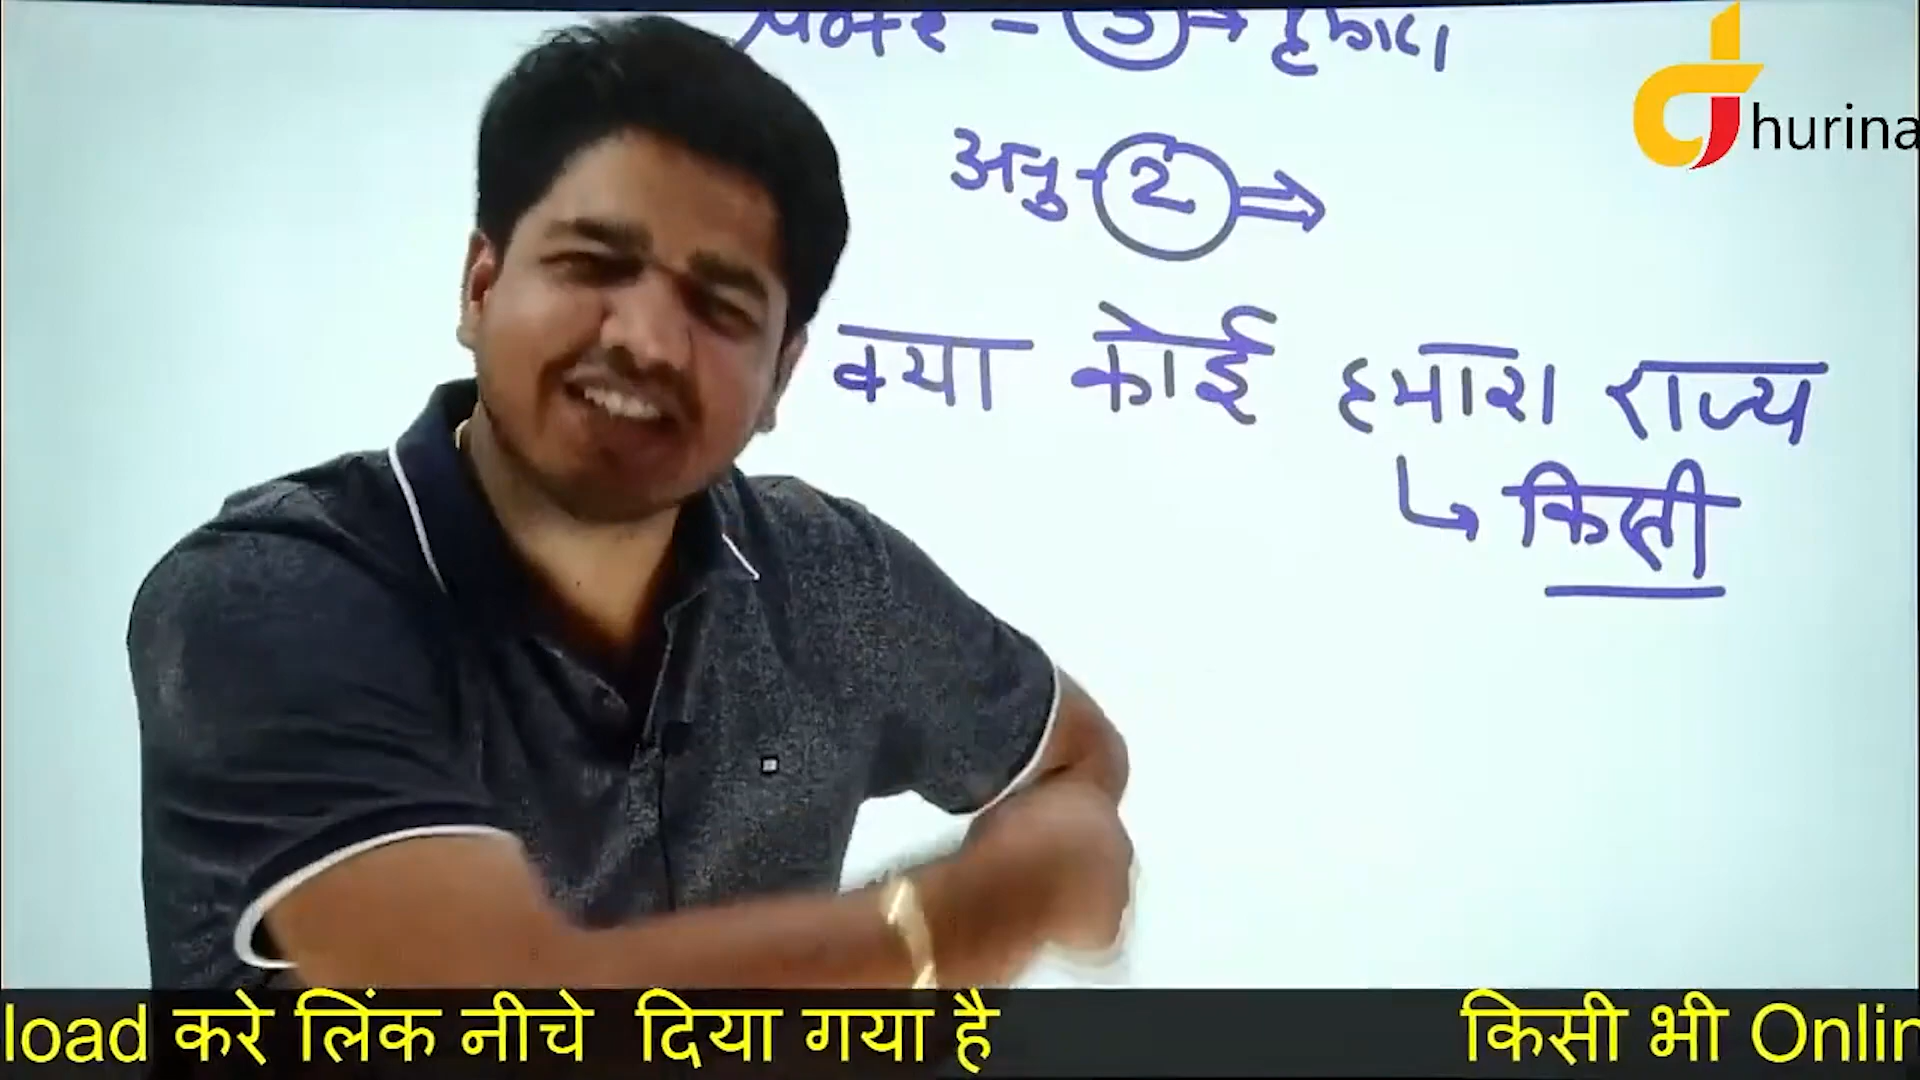 hurina
अनु - 2 ⇒
क्या कोई हमारा राज्य
↳ किसी
load करे लिंक नीचे दिया गया है किसी भी Onlin